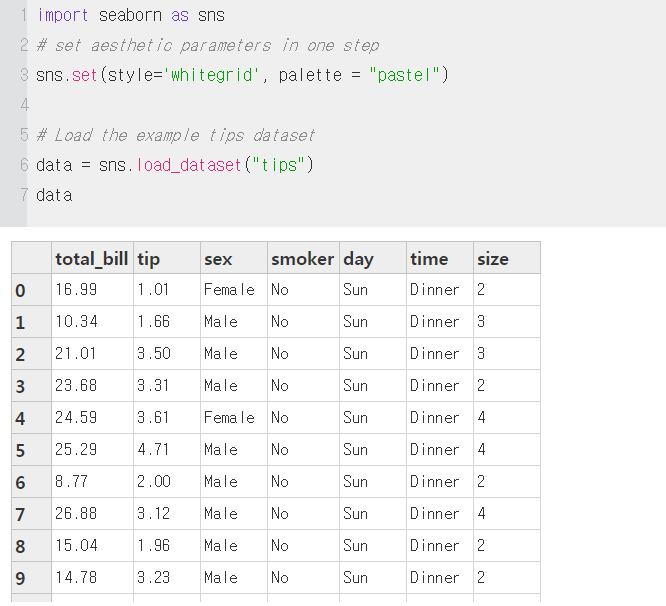 1 import seaborn as sns
2 # set aesthetic parameters in one step
3 sns.set(style='whitegrid', palette = "pastel")
4
5 # Load the example tips dataset
6 data = sns.load_dataset("tips")
7 data
total_bill tip sex smoker day time size
0 16.99 1.01 Female No Sun Dinner 2
1 10.34 1.66 Male No Sun Dinner 3
2 21.01 3.50 Male No Sun Dinner 3
3 23.68 3.31 Male No Sun Dinner 2
4 24.59 3.61 Female No Sun Dinner 4
5 25.29 4.71 Male No Sun Dinner 4
6 8.77 2.00 Male No Sun Dinner 2
7 26.88 3.12 Male No Sun Dinner 4
8 15.04 1.96 Male No Sun Dinner 2
9 14.78 3.23 Male No Sun Dinner 2